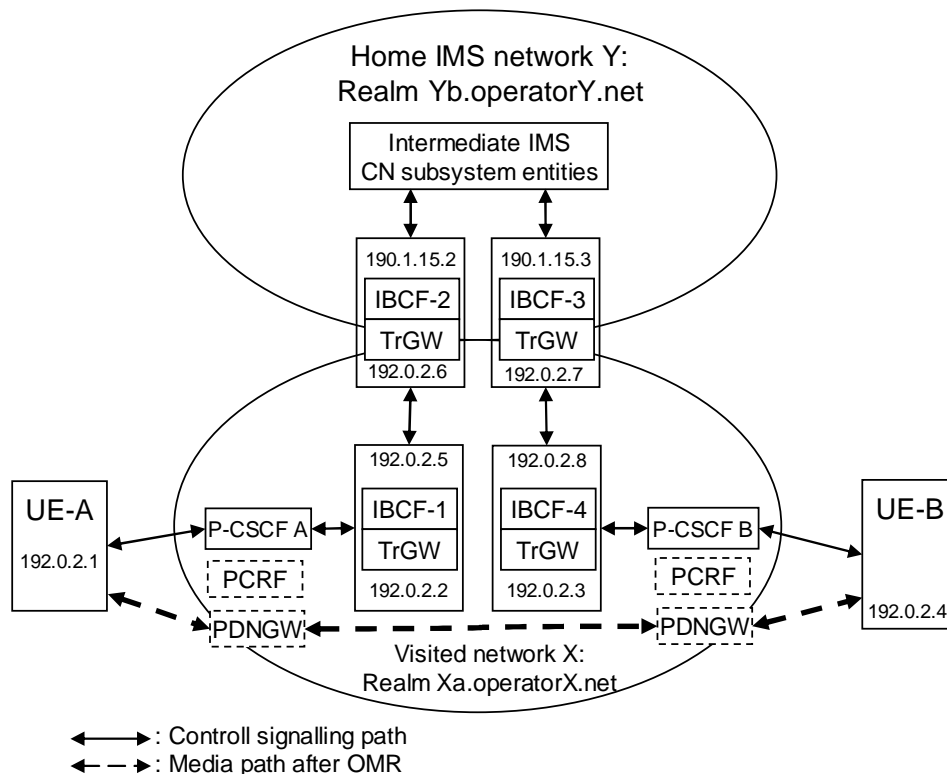 Home IMS network Y:
Realm Yb.operatorY.net
Intermediate IMS
CN subsystem entities
190.1.15.2
IBCF-2
TrGW
192.0.2.6
190.1.15.3
IBCF-3
TrGW
192.0.2.7
UE-A
192.0.2.1
P-CSCF A
PCRF
PDNGW
192.0.2.5
IBCF-1
TrGW
192.0.2.2
192.0.2.8
IBCF-4
TrGW
192.0.2.3
P-CSCF B
PCRF
PDNGW
UE-B
192.0.2.4
Visited network X:
Realm Xa.operatorX.net
: Controll signalling path
: Media path after OMR